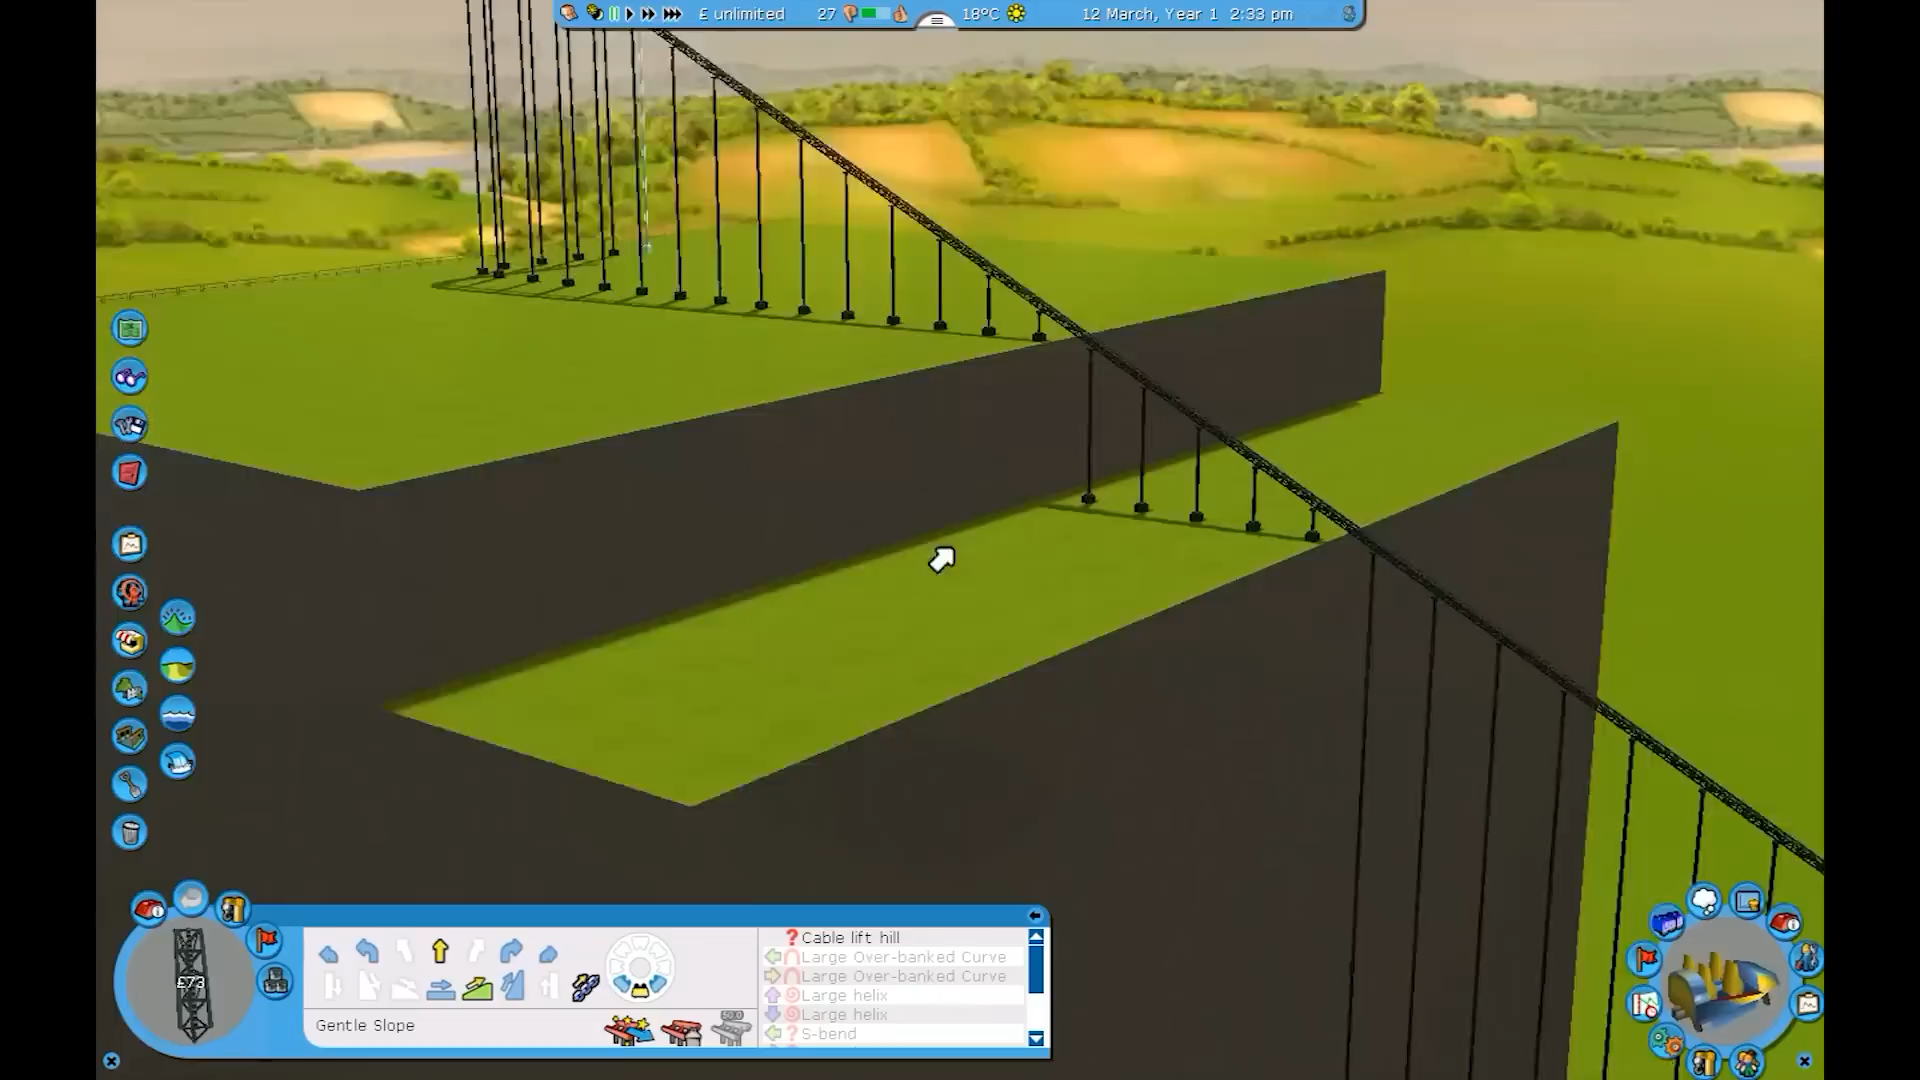 £ unlimited 27 18°C 12 March, Year 1 2:33 pm
Cable lift hill
Large Over-banked Curve
Large Over-banked Curve
Large helix
Large helix
S-bend
£73
Gentle Slope